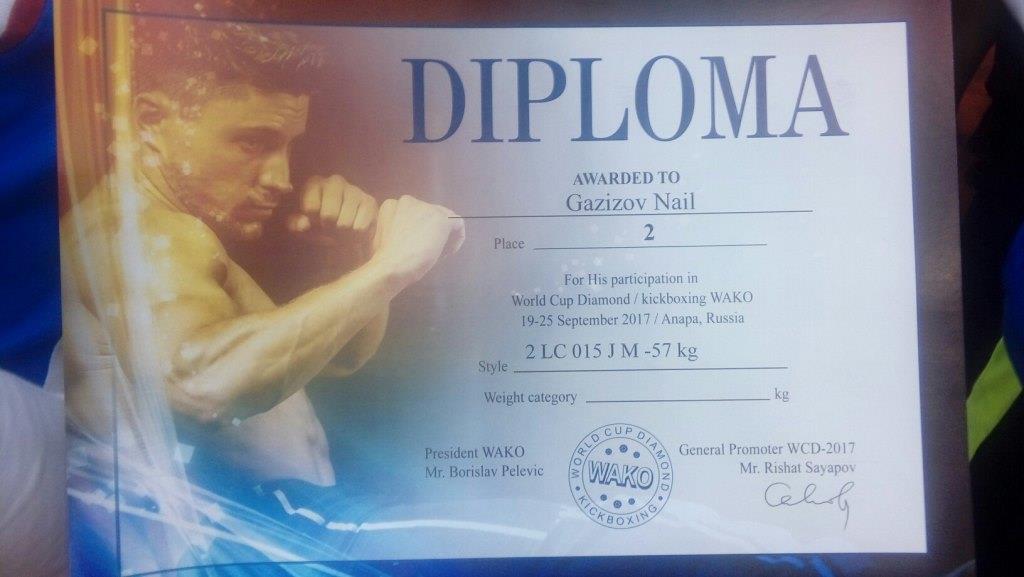 DIPLOMA
AWARDED TO
Gazizov Nail
Place 2
For His participation in
World Cup Diamond / kickboxing WAKO
19-25 September 2017 / Anapa, Russia
Style 2 LC 015 J M -57 kg
Weight category kg
President WAKO
Mr. Borislav Pelevic
WORLD CUP DIAMOND
WAKO
KICKBOXING
General Promoter WCD-2017
Mr. Rishat Sayapov